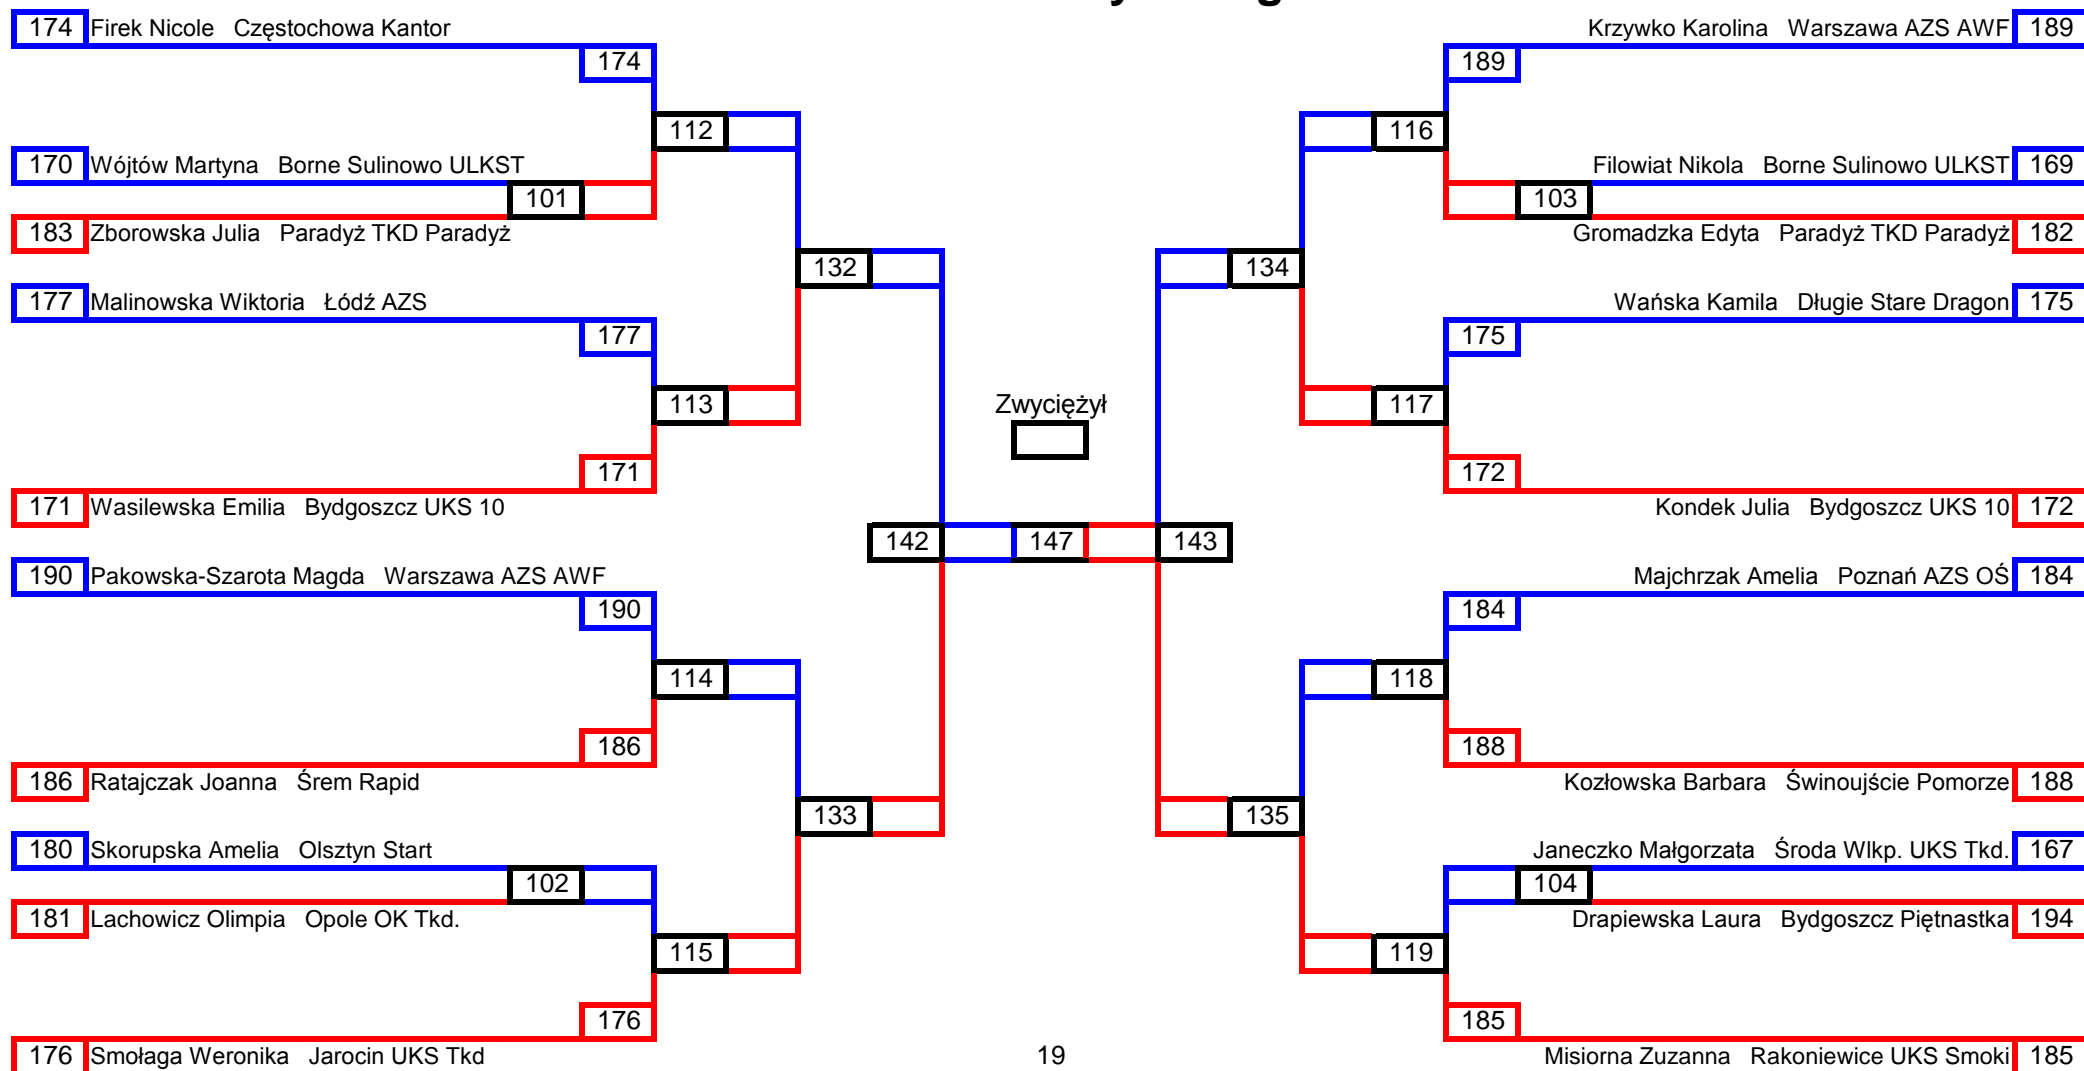 174 Firek Nicole Częstochowa Kantor
174
112
170 Wójtów Martyna Borne Sulinowo ULKST
101
183 Zborowska Julia Paradyż TKD Paradyż
132
177 Malinowska Wiktoria Łódź AZS
177
113
171
171 Wasilewska Emilia Bydgoszcz UKS 10
142
190 Pakowska-Szarota Magda Warszawa AZS AWF
190
114
186
186 Ratajczak Joanna Śrem Rapid
133
180 Skorupska Amelia Olsztyn Start
102
181 Lachowicz Olimpia Opole OK Tkd.
115
176
176 Smołaga Weronika Jarocin UKS Tkd
Zwyciężył
147
19
Krzywko Karolina Warszawa AZS AWF 189
189
116
Filowiat Nikola Borne Sulinowo ULKST 169
103
Gromadzka Edyta Paradyż TKD Paradyż 182
134
Wańska Kamila Długie Stare Dragon 175
175
117
172
Kondek Julia Bydgoszcz UKS 10 172
143
Majchrzak Amelia Poznań AZS OŚ 184
184
118
188
Kozłowska Barbara Świnoujście Pomorze 188
135
Janeczko Małgorzata Środa Wlkp. UKS Tkd. 167
104
Drapiewska Laura Bydgoszcz Piętnastka 194
119
185
Misiorna Zuzanna Rakoniewice UKS Smoki 185